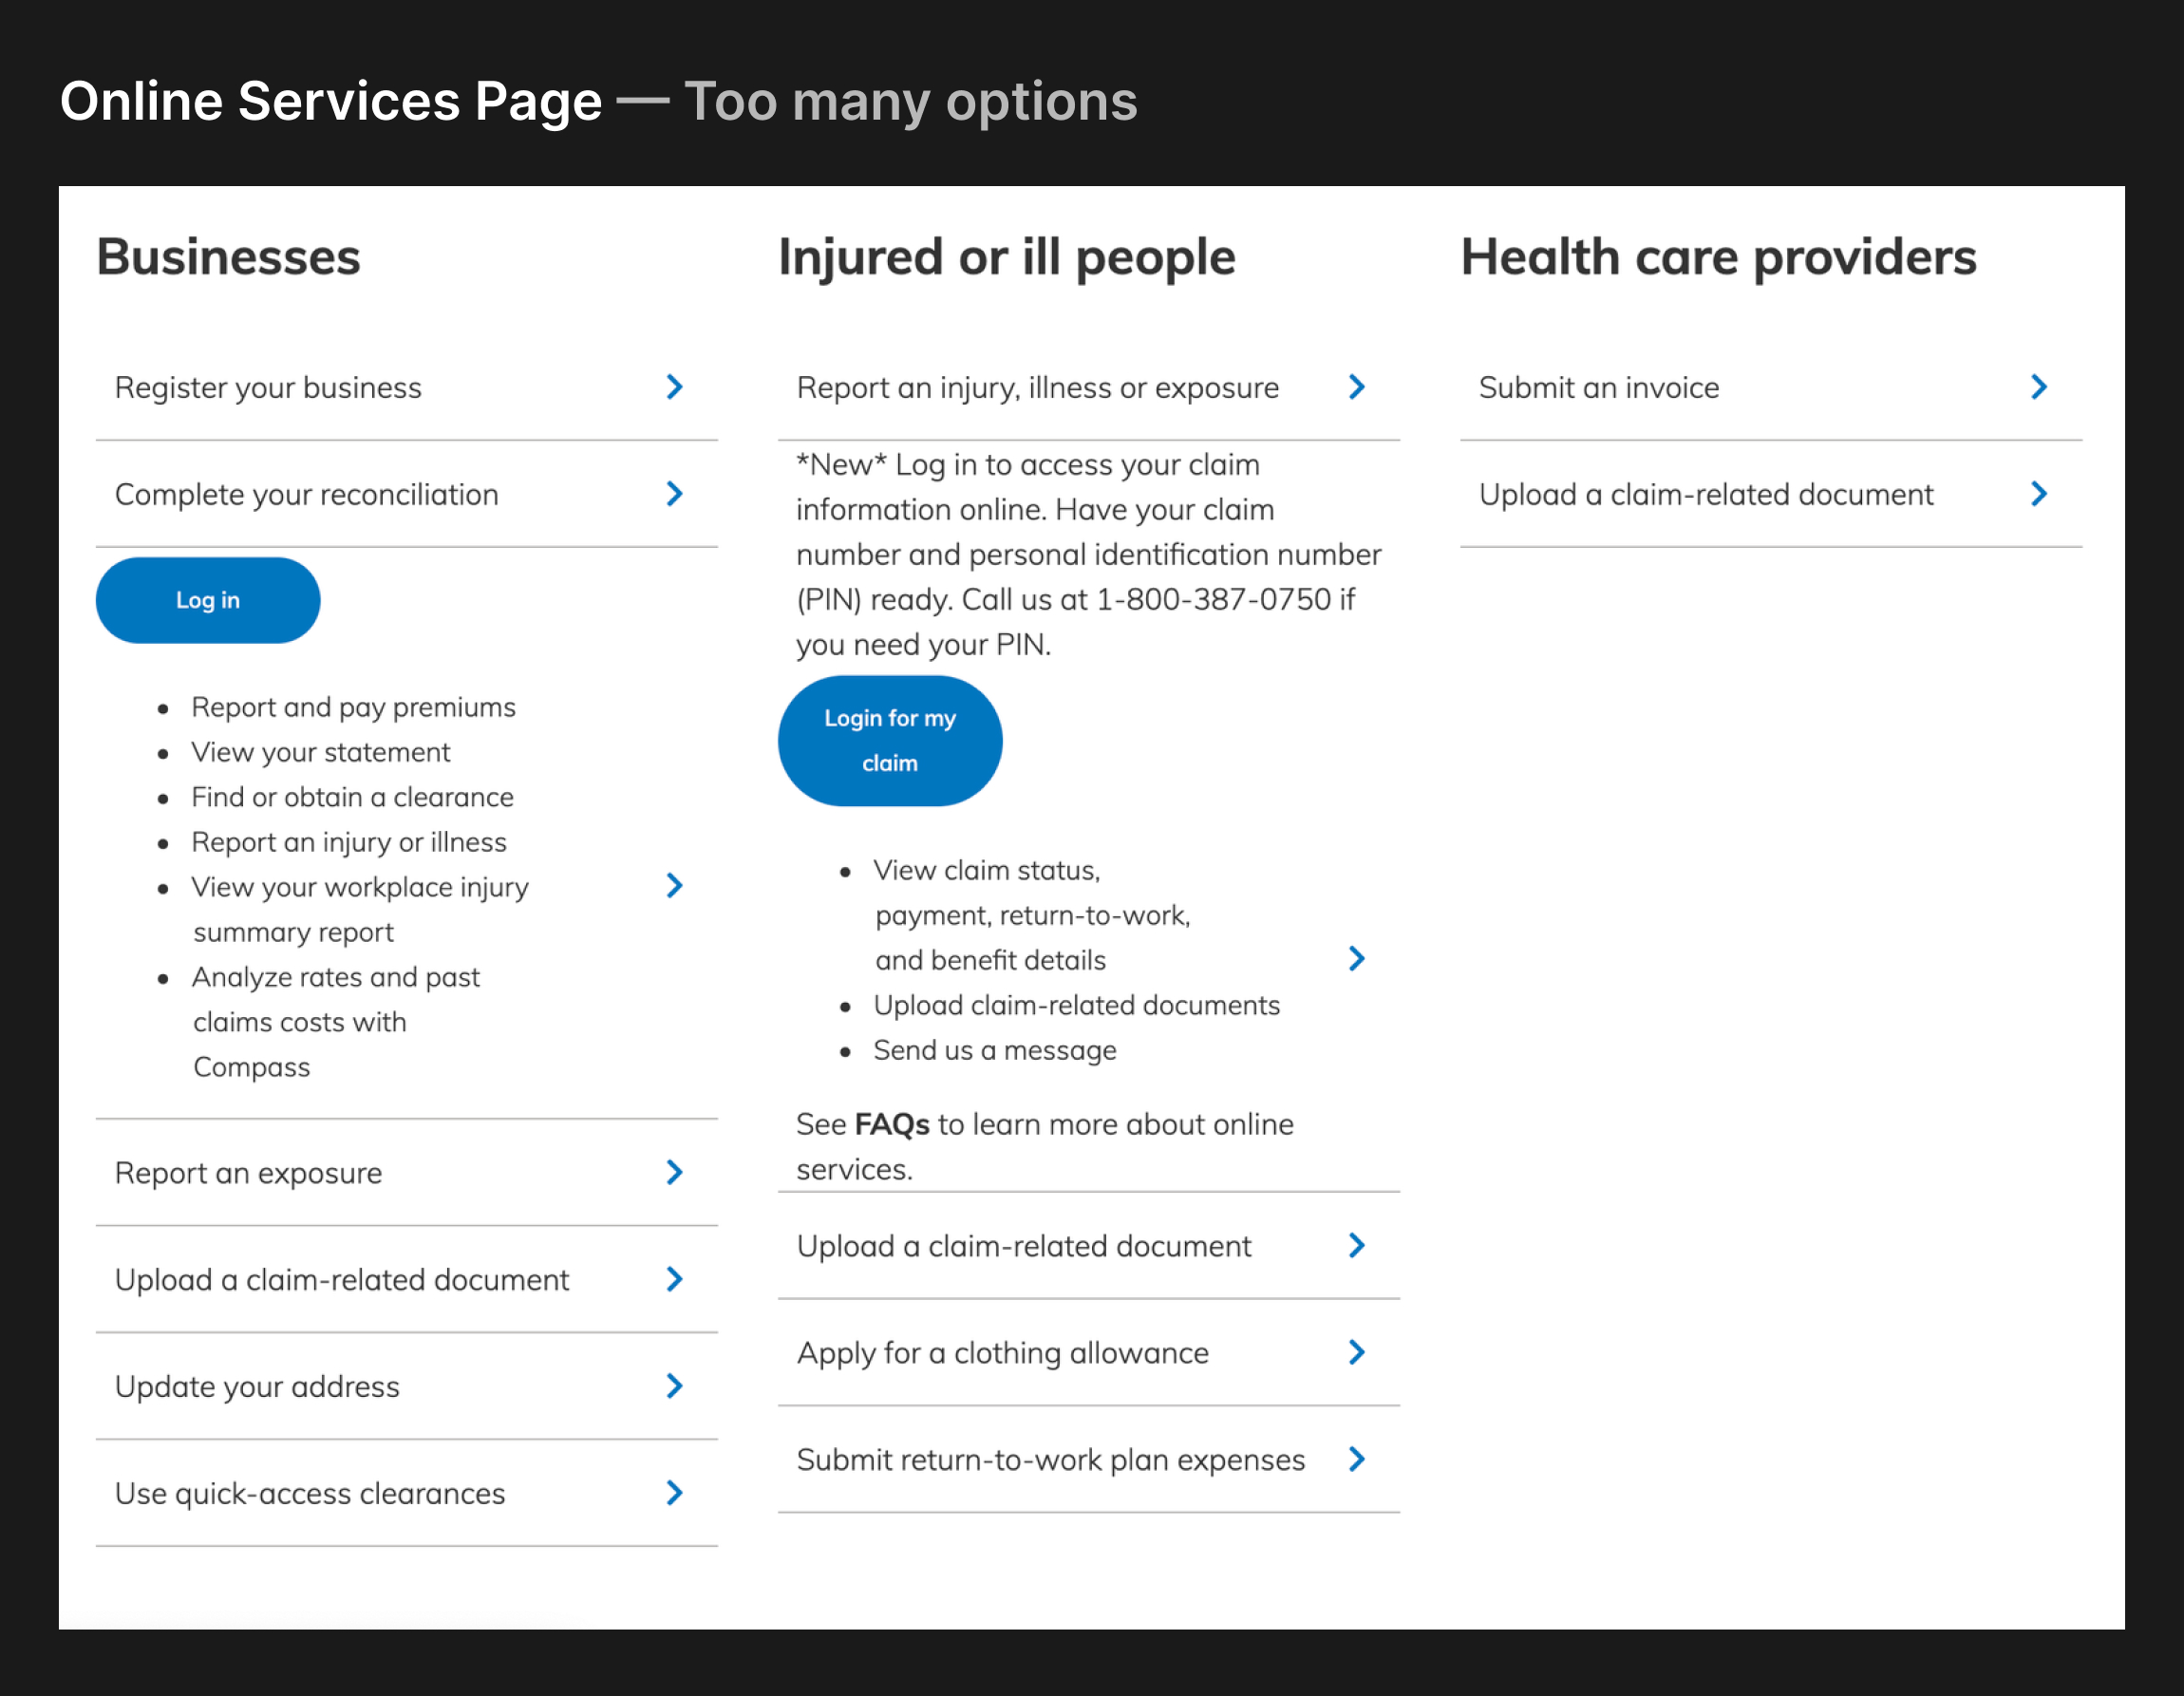 Online Services Page — Too many options
Businesses
Register your business
Complete your reconciliation
Log in
• Report and pay premiums
• View your statement
• Find or obtain a clearance
• Report an injury or illness
• View your workplace injury
summary report
• Analyze rates and past
claims costs with
Compass
Report an exposure
Upload a claim-related document
Update your address
Use quick-access clearances
Injured or ill people
Report an injury, illness or exposure
*New* Log in to access your claim
information online. Have your claim
number and personal identification number
(PIN) ready. Call us at 1-800-387-0750 if
you need your PIN.
Login for my
claim
• View claim status,
payment, return-to-work,
and benefit details
• Upload claim-related documents
• Send us a message
See FAQs to learn more about online
services.
Upload a claim-related document
Apply for a clothing allowance
Submit return-to-work plan expenses
Health care providers
Submit an invoice
Upload a claim-related document